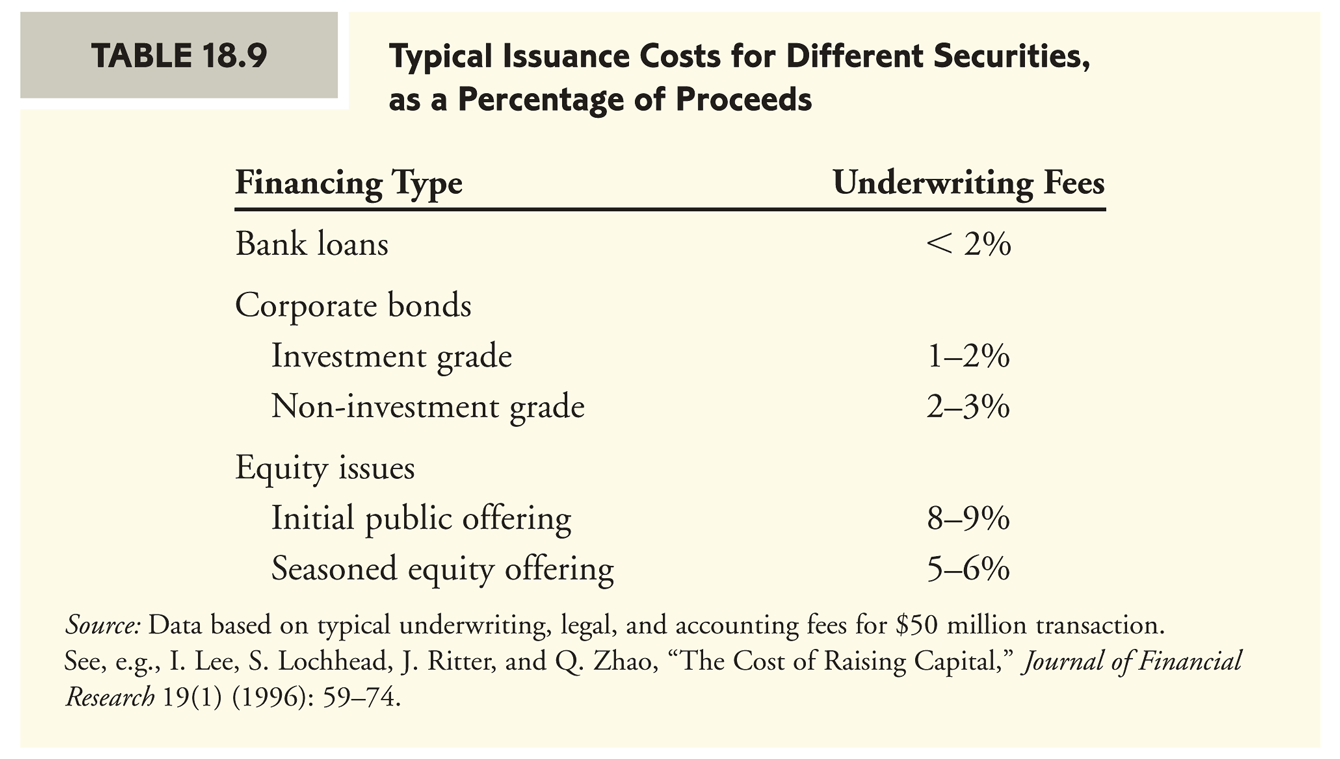 TABLE 18.9
Typical Issuance Costs for Different Securities,
as a Percentage of Proceeds
Financing Type Underwriting Fees
Bank loans < 2%
Corporate bonds
Investment grade 1–2%
Non-investment grade 2–3%
Equity issues
Initial public offering 8–9%
Seasoned equity offering 5–6%
Source: Data based on typical underwriting, legal, and accounting fees for $50 million transaction.
See, e.g., I. Lee, S. Lochhead, J. Ritter, and Q. Zhao, “The Cost of Raising Capital,” Journal of Financial
Research 19(1) (1996): 59–74.